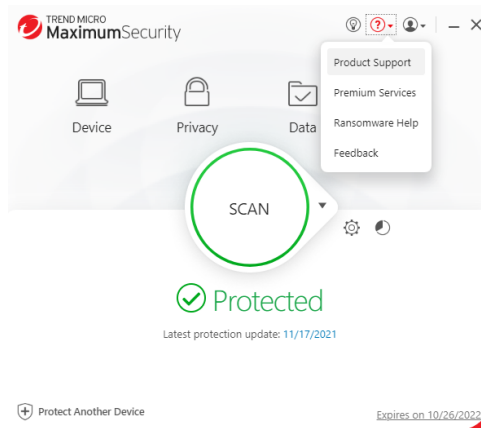 TREND MICRO
MaximumSecurity
Product Support
Premium Services
Ransomware Help
Feedback
Device
Privacy
Data
SCAN
Protected
Latest protection update: 11/17/2021
Protect Another Device
Expires on 10/26/2022